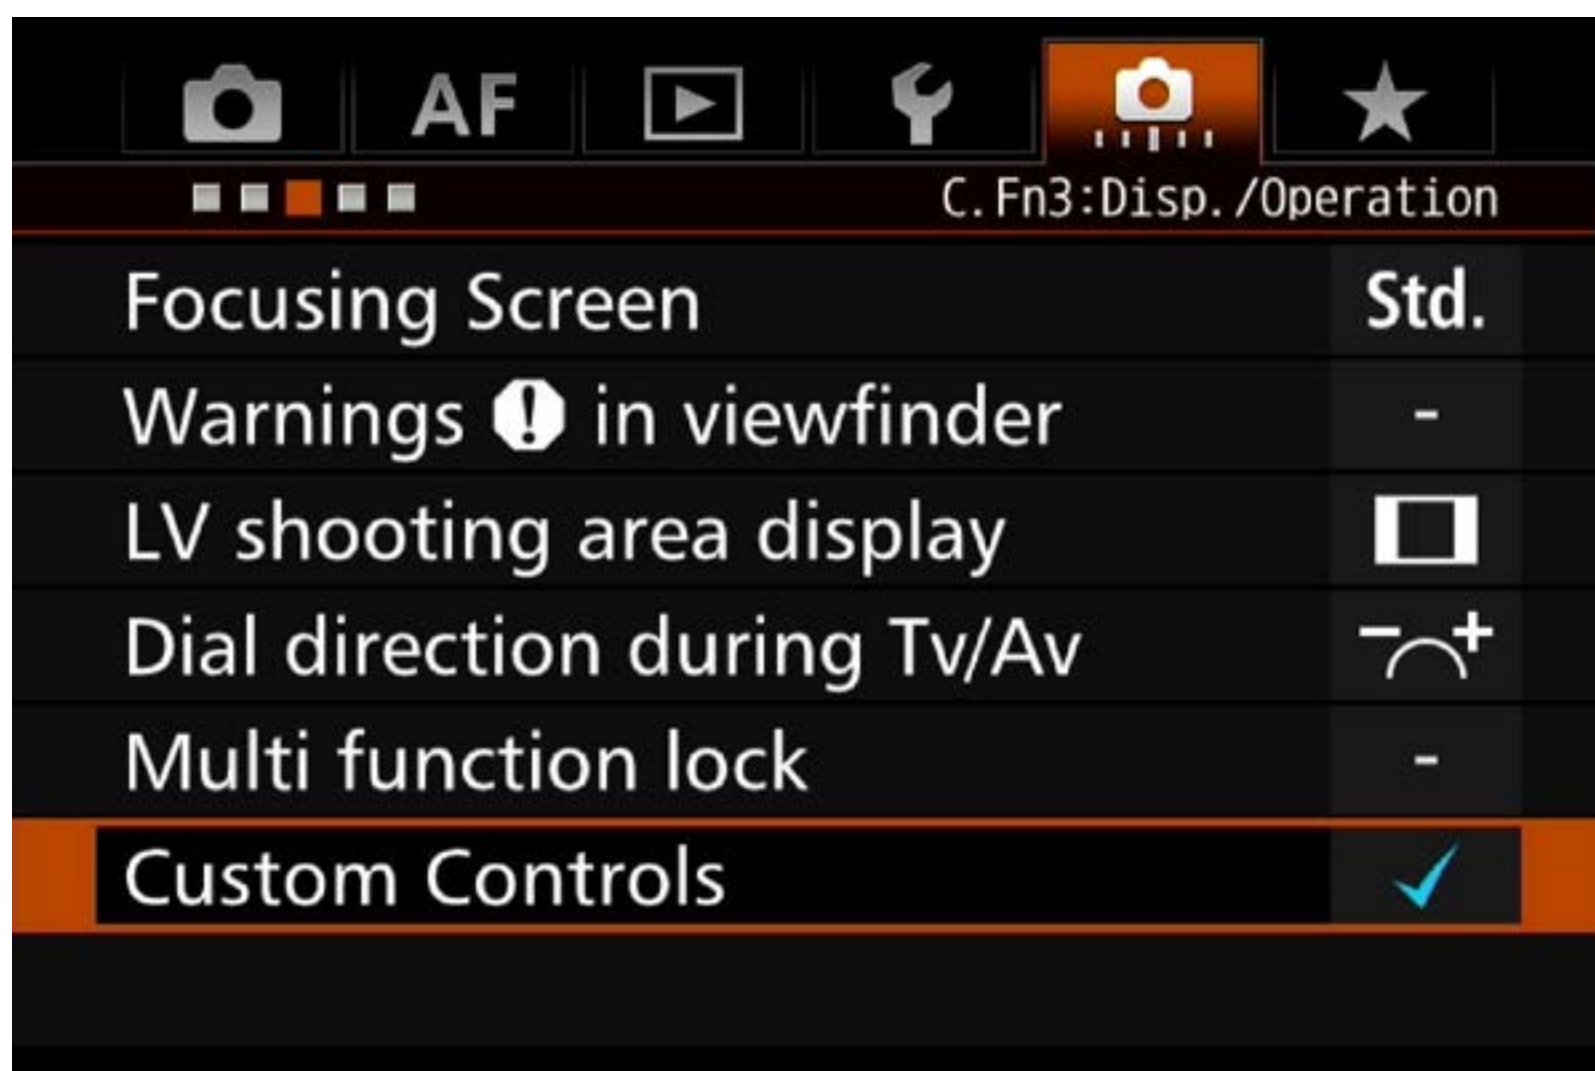 AF
C.Fn3:Disp./Operation
Focusing Screen Std.
Warnings ! in viewfinder -
LV shooting area display
Dial direction during Tv/Av -+
Multi function lock -
Custom Controls